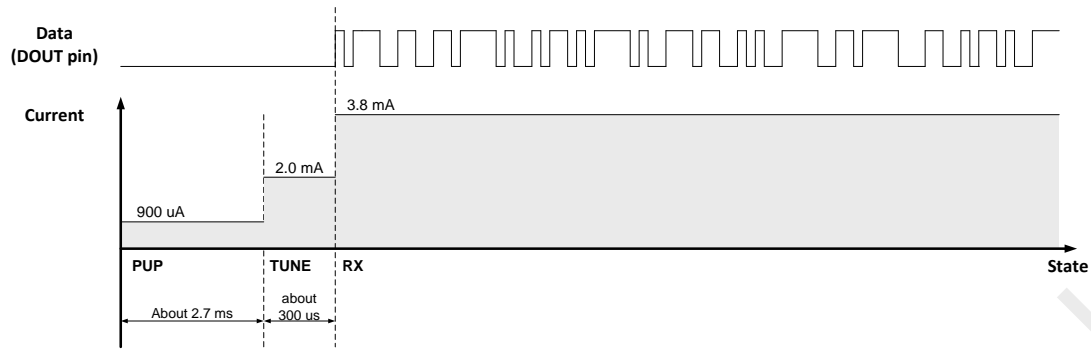 Data
(DOUT pin)
Current
3.8 mA
2.0 mA
900 uA
PUP
TUNE
RX
State
About 2.7 ms
about
300 us